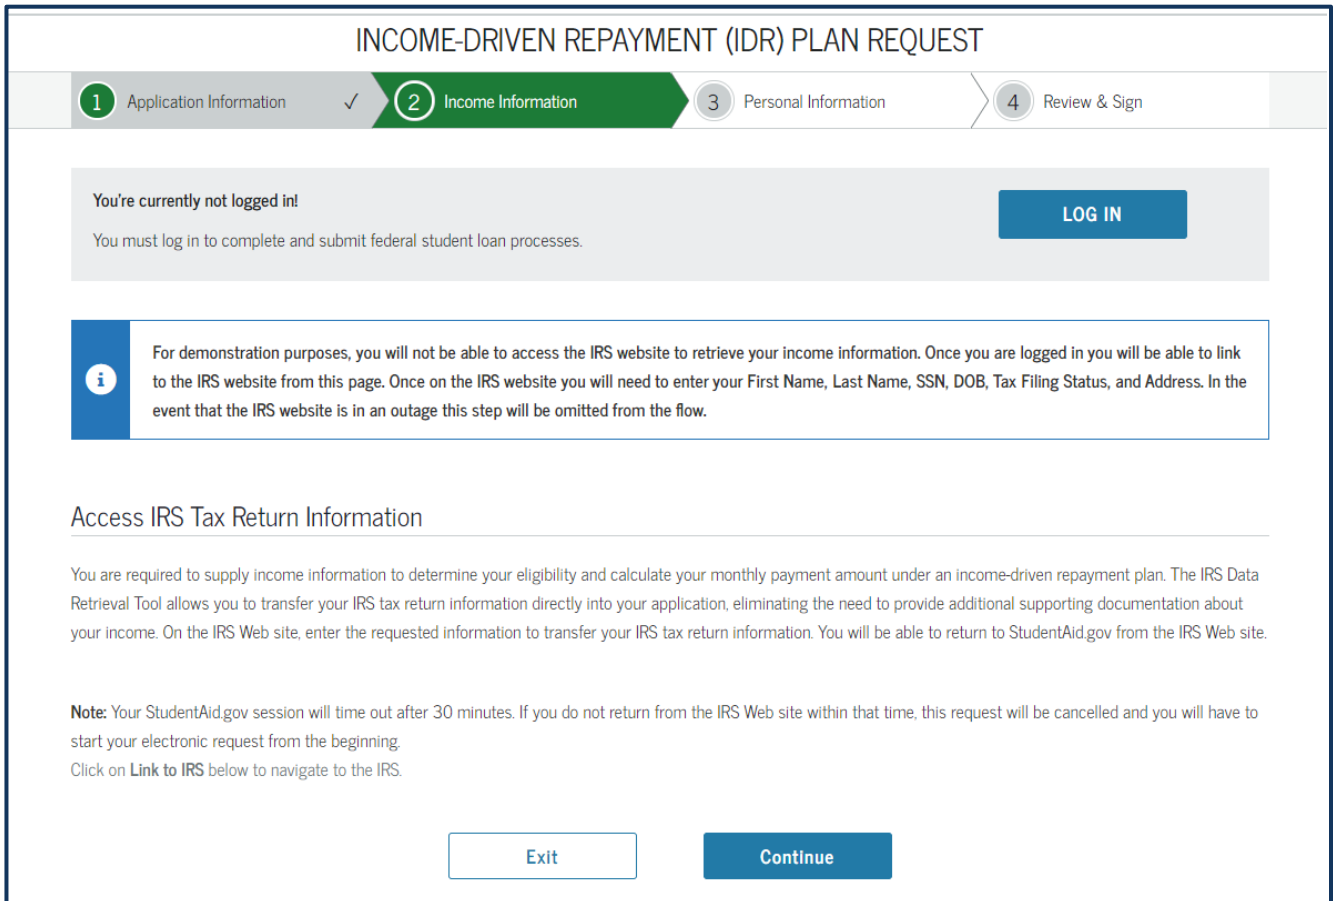 INCOME-DRIVEN REPAYMENT (IDR) PLAN REQUEST
1 Application Information ✓ 2 Income Information 3 Personal Information 4 Review & Sign
You're currently not logged in!
LOG IN
You must log in to complete and submit federal student loan processes.
For demonstration purposes, you will not be able to access the IRS website to retrieve your income information. Once you are logged in you will be able to link
to the IRS website from this page. Once on the IRS website you will need to enter your First Name, Last Name, SSN, DOB, Tax Filing Status, and Address. In the
event that the IRS website is in an outage this step will be omitted from the flow.
Access IRS Tax Return Information
You are required to supply income information to determine your eligibility and calculate your monthly payment amount under an income-driven repayment plan. The IRS Data
Retrieval Tool allows you to transfer your IRS tax return information directly into your application, eliminating the need to provide additional supporting documentation about
your income. On the IRS Web site, enter the requested information to transfer your IRS tax return information. You will be able to return to StudentAid.gov from the IRS Web site.
Note: Your StudentAid.gov session will time out after 30 minutes. If you do not return from the IRS Web site within that time, this request will be cancelled and you will have to
start your electronic request from the beginning.
Click on Link to IRS below to navigate to the IRS.
Exit
Continue